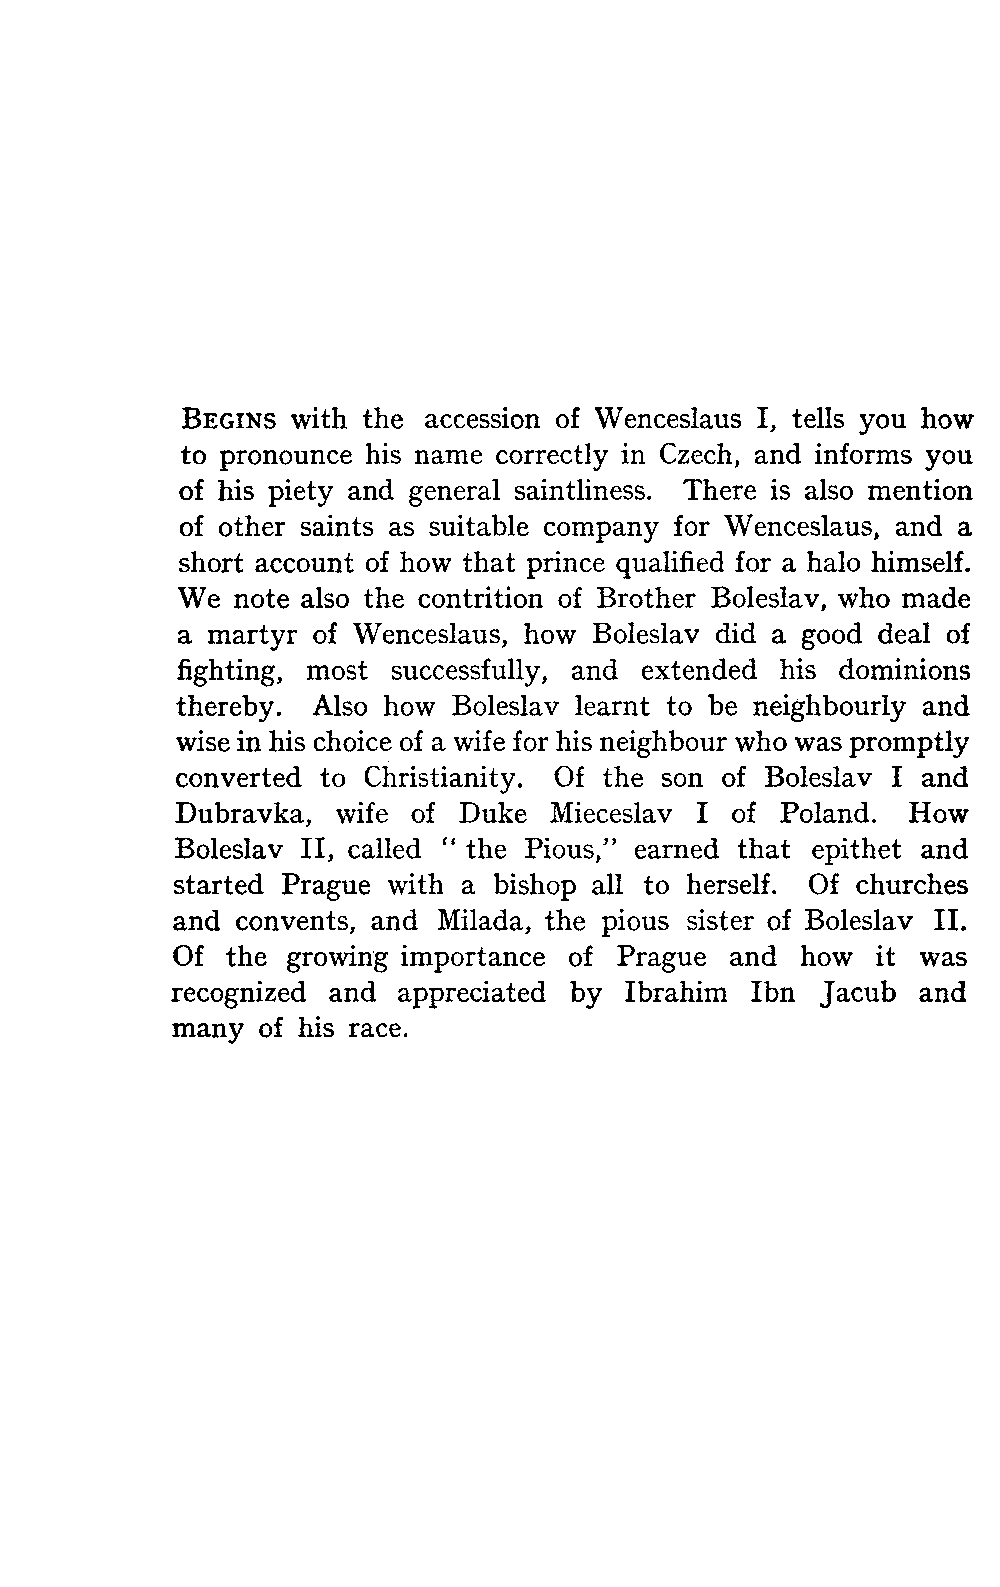 BEGINS with the accession of Wenceslaus I, tells you how
to pronounce his name correctly in Czech, and informs you
of his piety and general saintliness. There is also mention
of other saints as suitable company for Wenceslaus, and a
short account of how that prince qualified for a halo himself.
We note also the contrition of Brother Boleslav, who made
a martyr of Wenceslaus, how Boleslav did a good deal of
fighting, most successfully, and extended his dominions
thereby. Also how Boleslav learnt to be neighbourly and
wise in his choice of a wife for his neighbour who was promptly
converted to Christianity. Of the son of Boleslav I and
Dubravka, wife of Duke Mieceslav I of Poland. How
Boleslav II, called “ the Pious,” earned that epithet and
started Prague with a bishop all to herself. Of churches
and convents, and Milada, the pious sister of Boleslav II.
Of the growing importance of Prague and how it was
recognized and appreciated by Ibrahim Ibn Jacub and
many of his race.